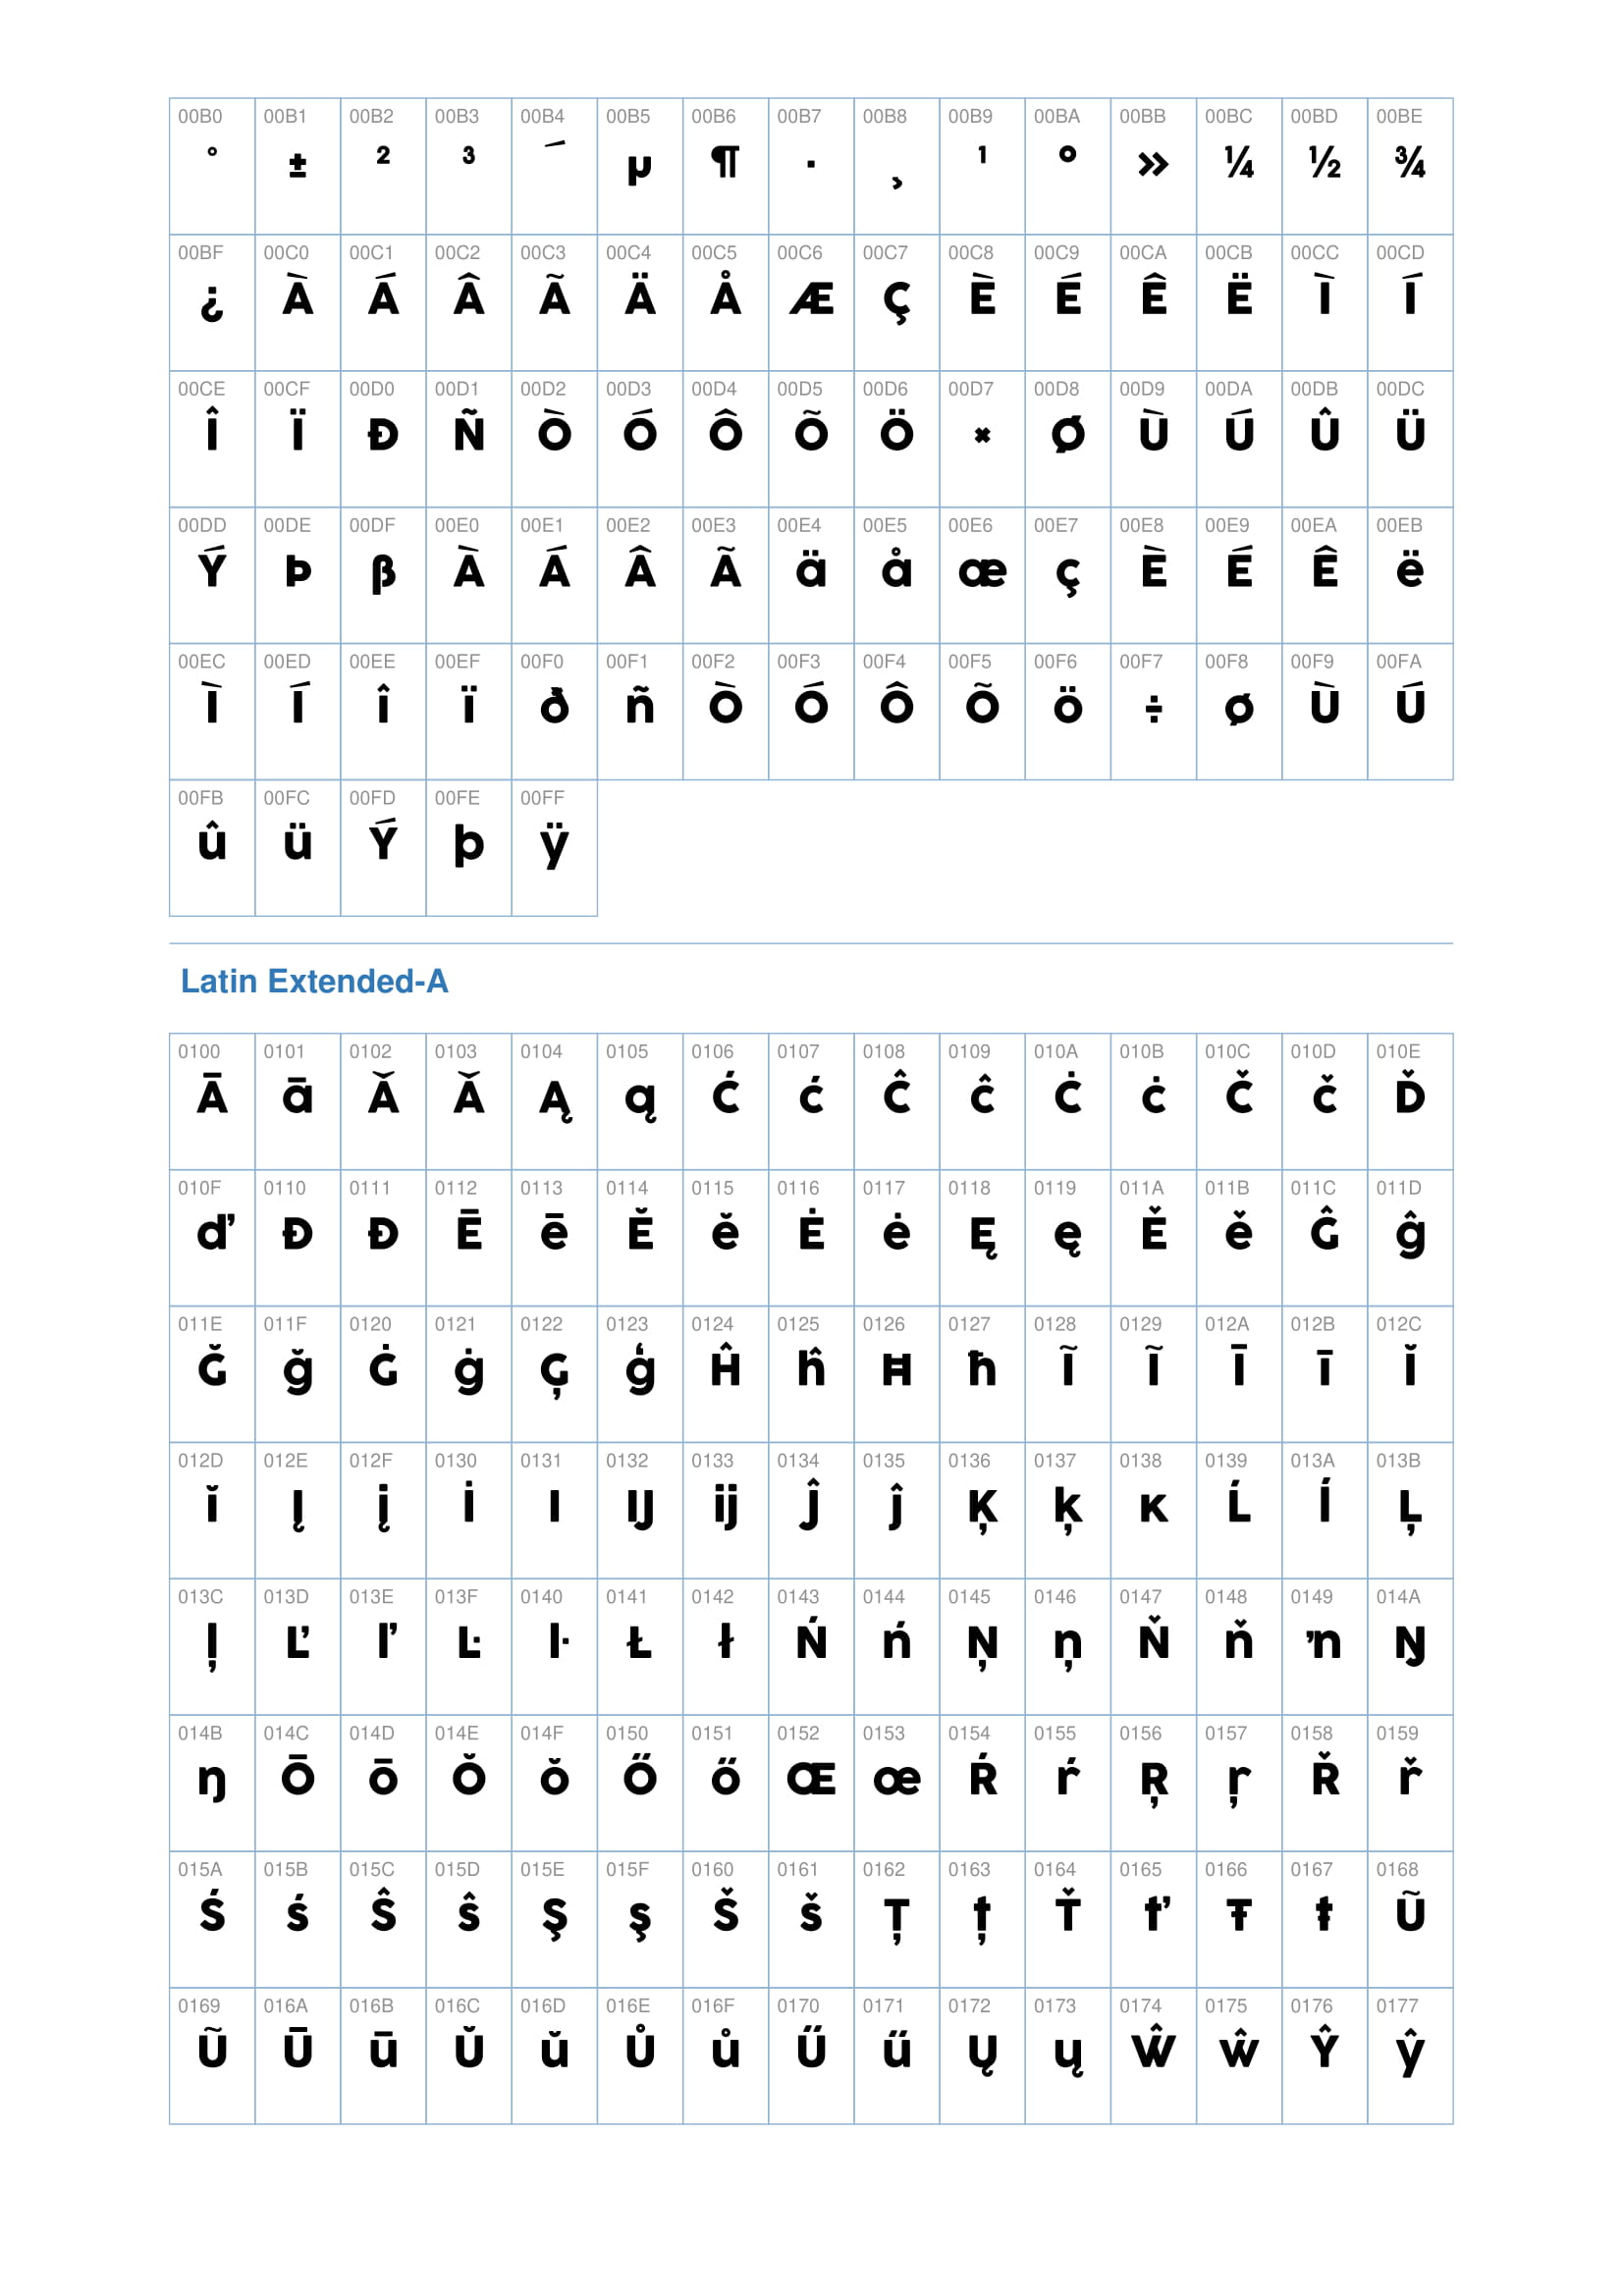 00B0 00B1 00B2 00B3 00B4 00B5 00B6 00B7 00B8 00B9 00BA 00BB 00BC 00BD 00BE
° ± ² ³ ´ µ ¶ · ¸ ¹ º » ¼ ½ ¾
00BF 00C0 00C1 00C2 00C3 00C4 00C5 00C6 00C7 00C8 00C9 00CA 00CB 00CC 00CD
¿ À Á Â Ã Ä Å Æ Ç È É Ê Ë Ì Í
00CE 00CF 00D0 00D1 00D2 00D3 00D4 00D5 00D6 00D7 00D8 00D9 00DA 00DB 00DC
Î Ï Ð Ñ Ò Ó Ô Õ Ö × Ø Ù Ú Û Ü
00DD 00DE 00DF 00E0 00E1 00E2 00E3 00E4 00E5 00E6 00E7 00E8 00E9 00EA 00EB
Ý Þ ß À Á Â Ã ä å æ ç È É Ê ë
00EC 00ED 00EE 00EF 00F0 00F1 00F2 00F3 00F4 00F5 00F6 00F7 00F8 00F9 00FA
Ì Í î ï ð ñ Ò Ó Ô Õ ö ÷ ø Ù Ú
00FB 00FC 00FD 00FE 00FF
û ü Ý þ ÿ
Latin Extended-A
0100 0101 0102 0103 0104 0105 0106 0107 0108 0109 010A 010B 010C 010D 010E
Ā ā Ă Ă Ą ą Ć ć Ĉ ĉ Ċ ċ Č č Ď
010F 0110 0111 0112 0113 0114 0115 0116 0117 0118 0119 011A 011B 011C 011D
ď Đ Đ Ē ē Ĕ ĕ Ė ė Ę ę Ě ě Ĝ ĝ
011E 011F 0120 0121 0122 0123 0124 0125 0126 0127 0128 0129 012A 012B 012C
Ğ ğ Ġ ġ Ģ ģ Ĥ ĥ Ħ ħ Ĩ Ĩ Ī ī Ĭ
012D 012E 012F 0130 0131 0132 0133 0134 0135 0136 0137 0138 0139 013A 013B
ĭ Į į İ ı Ĳ ĳ Ĵ ĵ Ķ ķ ĸ Ĺ ĺ Ļ
013C 013D 013E 013F 0140 0141 0142 0143 0144 0145 0146 0147 0148 0149 014A
ļ Ľ ľ Ŀ ŀ Ł ł Ń ń Ņ ņ Ň ň ŉ Ŋ
014B 014C 014D 014E 014F 0150 0151 0152 0153 0154 0155 0156 0157 0158 0159
ŋ Ō ō Ŏ ŏ Ő ő Œ œ Ŕ ŕ Ŗ ŗ Ř ř
015A 015B 015C 015D 015E 015F 0160 0161 0162 0163 0164 0165 0166 0167 0168
Ś ś Ŝ ŝ Ş ş Š š Ţ ţ Ť ť Ŧ ŧ Ũ
0169 016A 016B 016C 016D 016E 016F 0170 0171 0172 0173 0174 0175 0176 0177
Ũ Ū ū Ŭ ŭ Ů ů Ű ű Ų ų Ŵ ŵ Ŷ ŷ